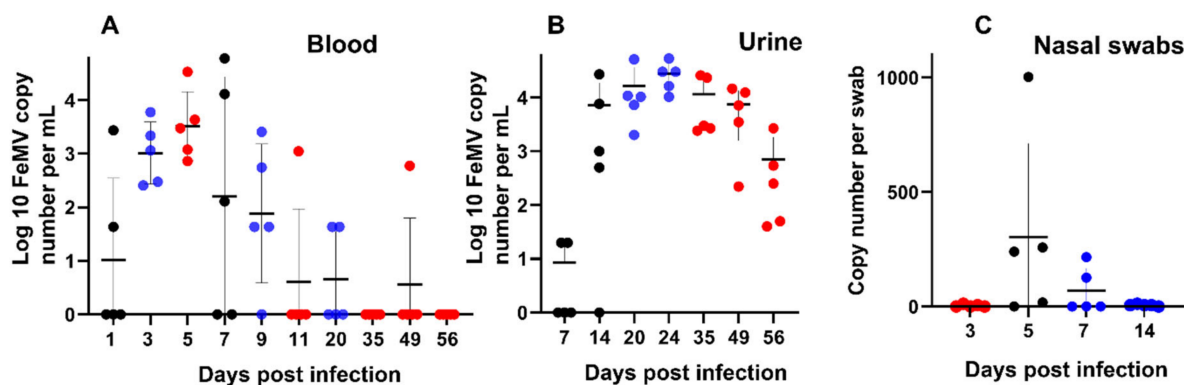 A
Blood
Log 10 FeMV copy
number per mL
4
3
2
1
0
1 3 5 7 9 11 20 35 49 56
Days post infection
B
Urine
Log 10 FeMV copy
number per mL
4
3
2
1
0
7 14 20 24 35 49 56
Days post infection
C
Nasal swabs
Copy number per swab
1000
500
0
3 5 7 14
Days post infection